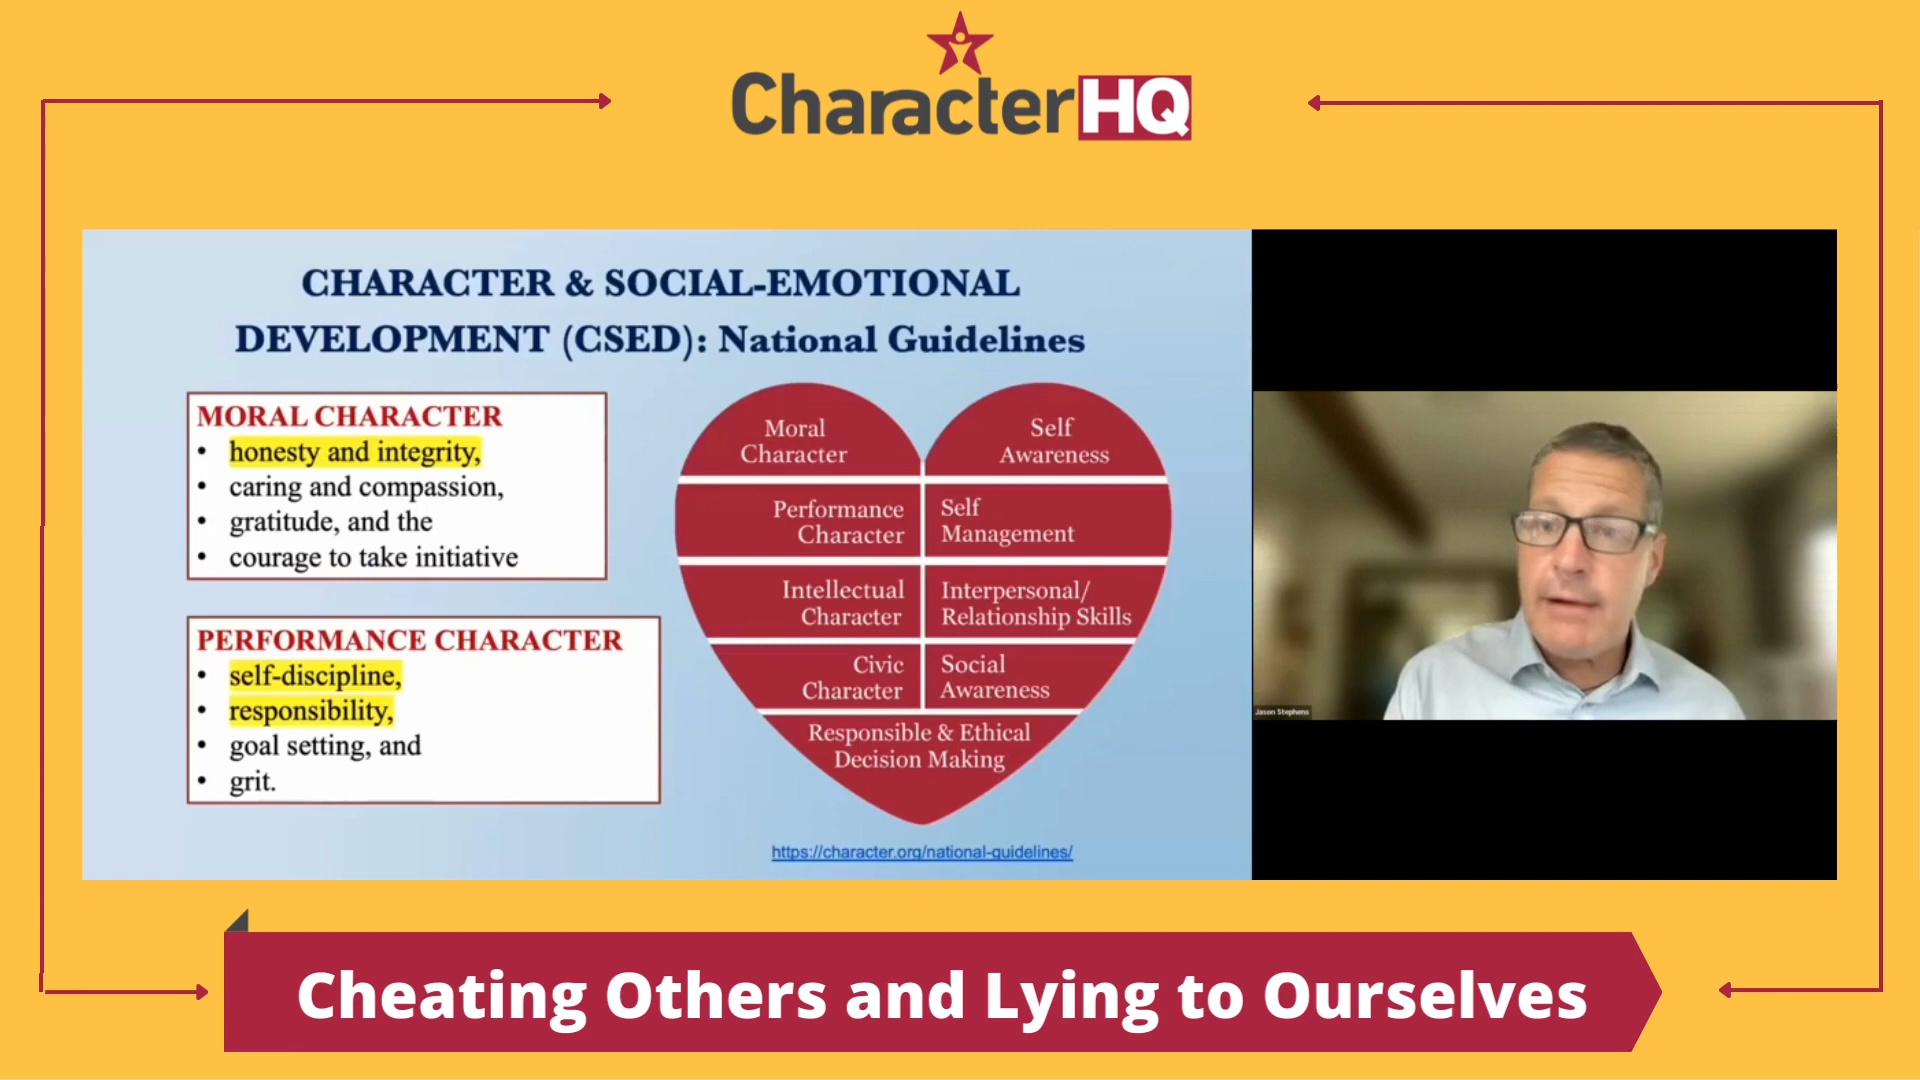 CharacterHQ
CHARACTER & SOCIAL-EMOTIONAL
DEVELOPMENT (CSED): National Guidelines
MORAL CHARACTER
• honesty and integrity,
• caring and compassion,
• gratitude, and the
• courage to take initiative
PERFORMANCE CHARACTER
• self-discipline,
• responsibility,
• goal setting, and
• grit.
Moral
Character
Self
Awareness
Performance
Character
Self
Management
Intellectual
Character
Interpersonal/
Relationship Skills
Civic
Character
Social
Awareness
Responsible & Ethical
Decision Making
https://character.org/national-guidelines/
Jason Stephens
Cheating Others and Lying to Ourselves